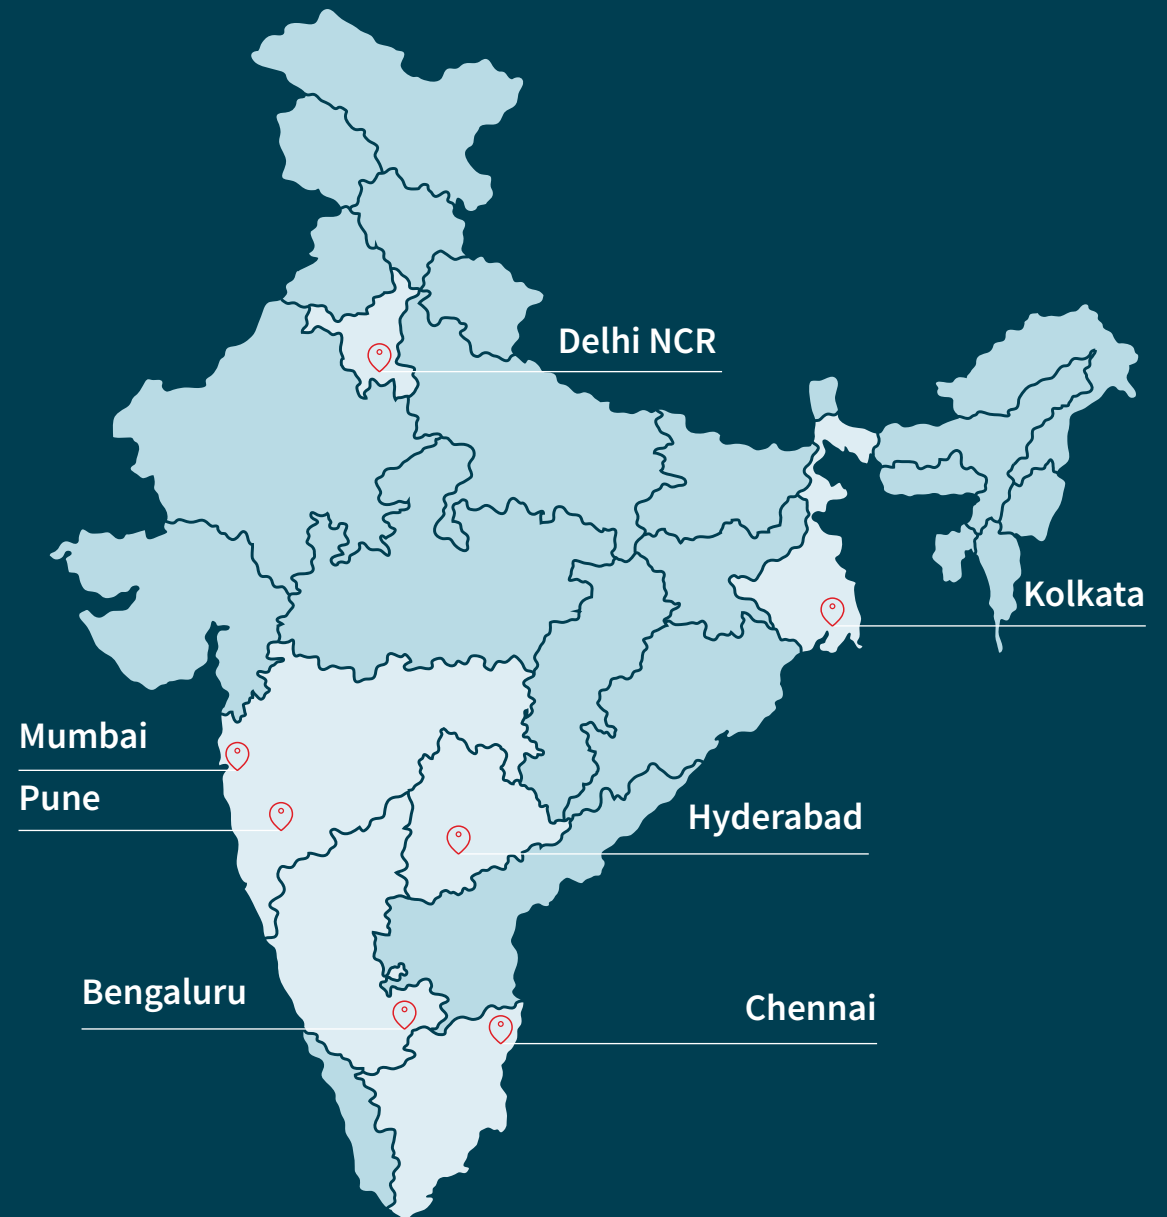 Delhi NCR
Kolkata
Mumbai
Pune
Hyderabad
Bengaluru
Chennai